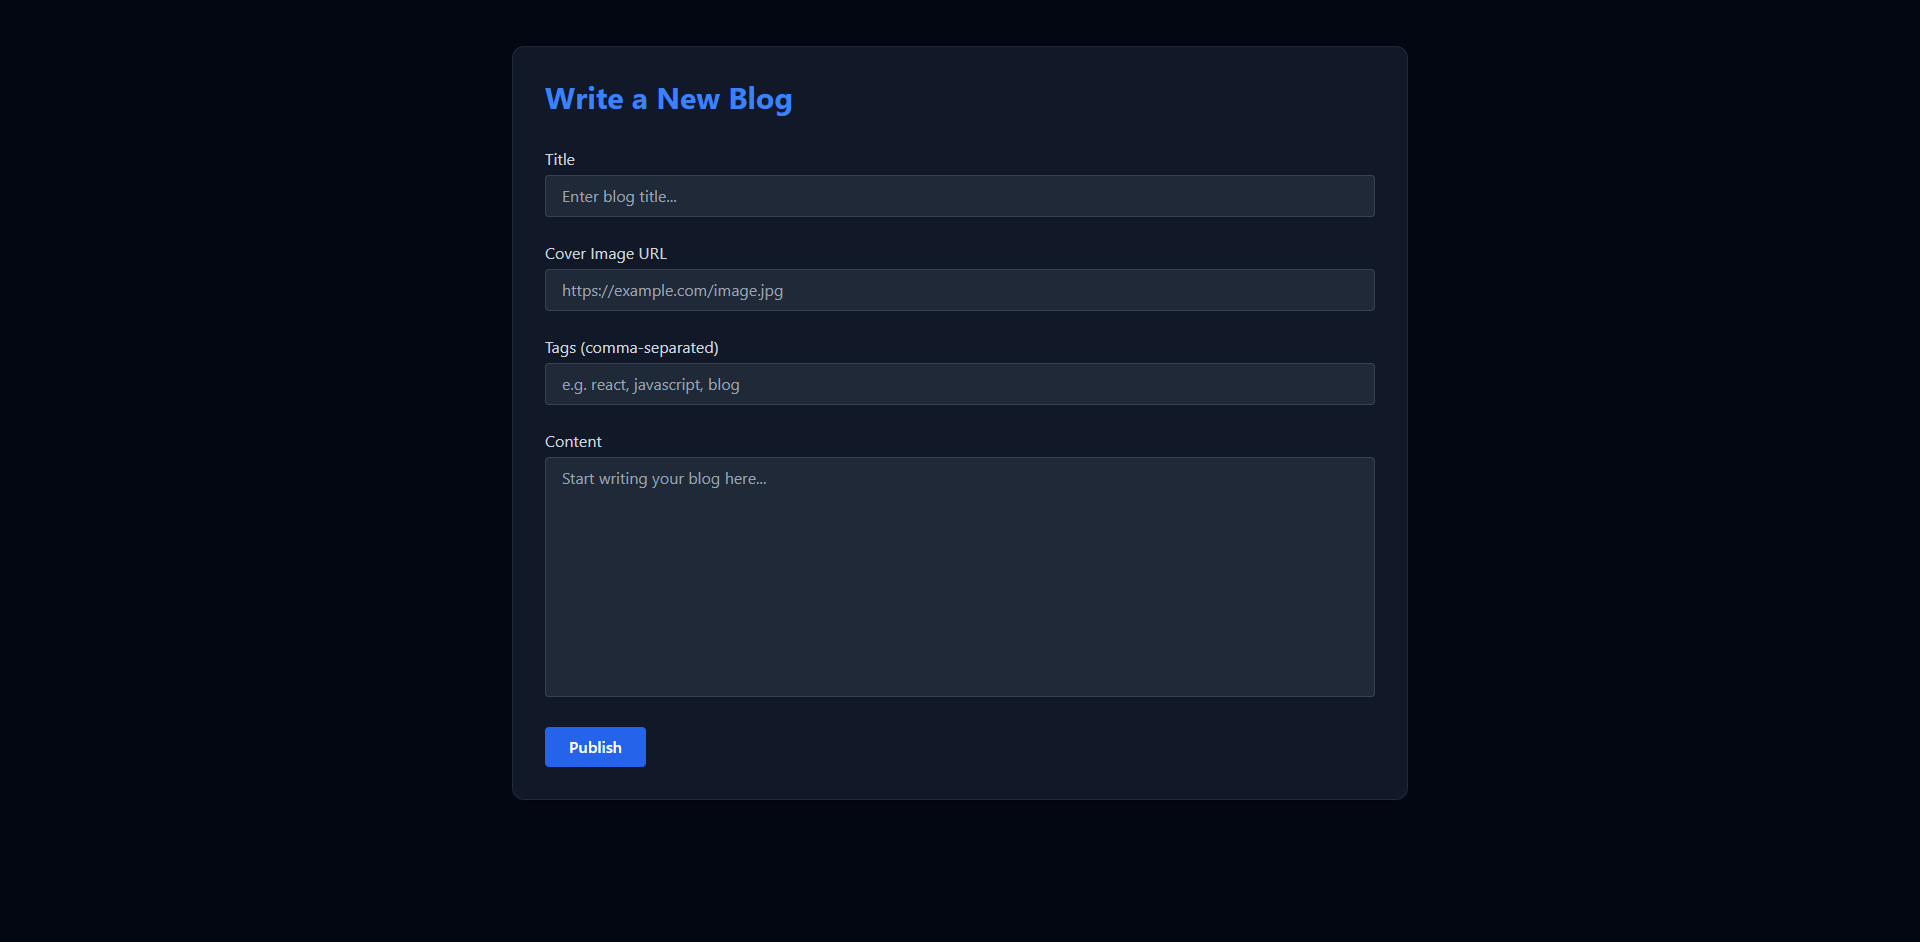 Write a New Blog
Title
Enter blog title...
Cover Image URL
https://example.com/image.jpg
Tags (comma-separated)
e.g. react, javascript, blog
Content
Start writing your blog here...
Publish